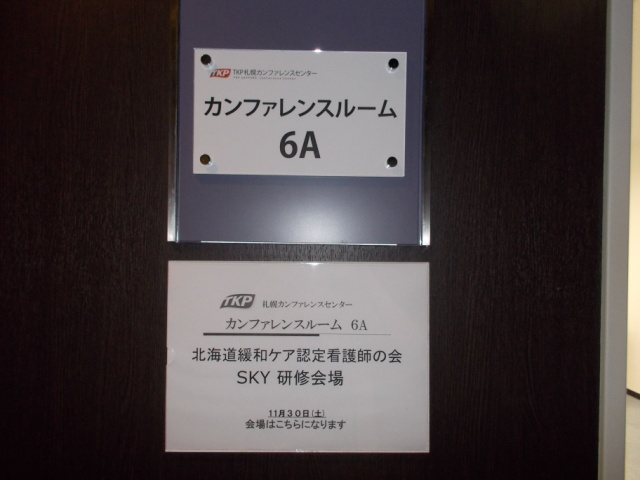 TKP TKP札幌カンファレンスセンター
カンファレンスルーム
6A
TKP 札幌カンファレンスセンター
カンファレンスルーム 6A
北海道緩和ケア認定看護師の会
SKY 研修会場
11月30日(土)
会場はこちらになります